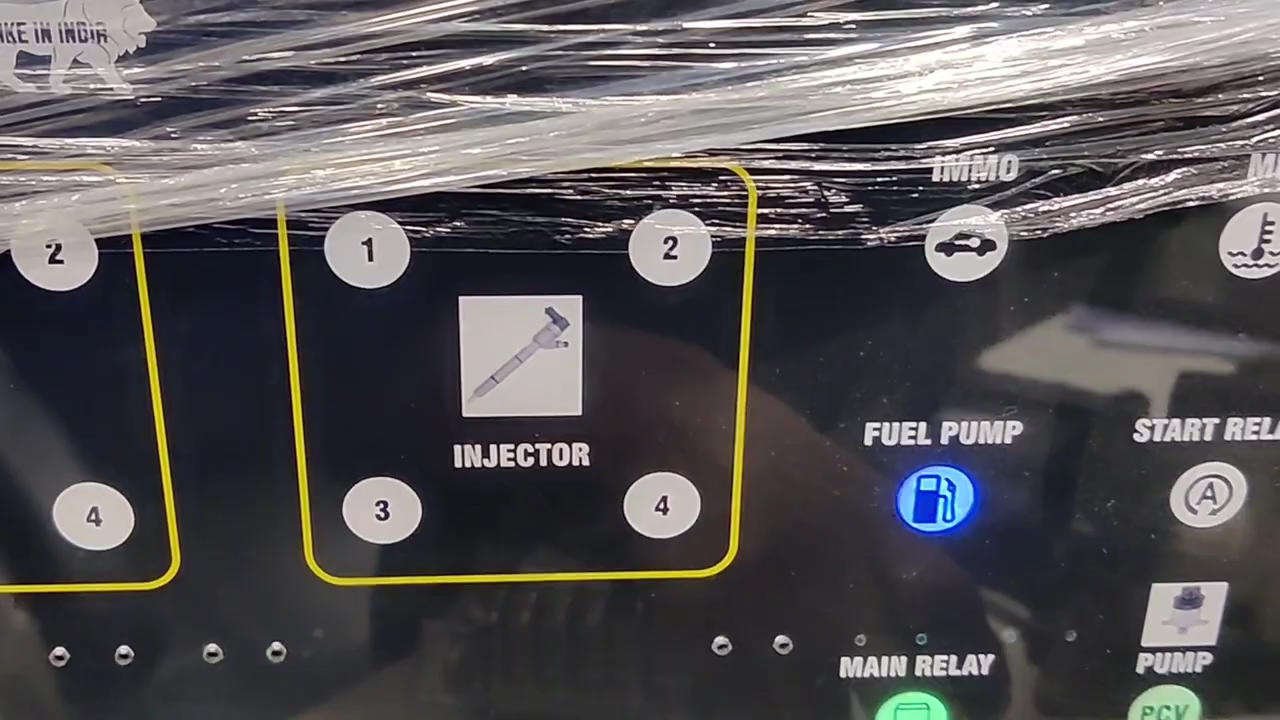 KE IN INDIA
IMMO
2
1
2
INJECTOR
3
4
4
FUEL PUMP
START RELA
A
MAIN RELAY
PUMP
PCV